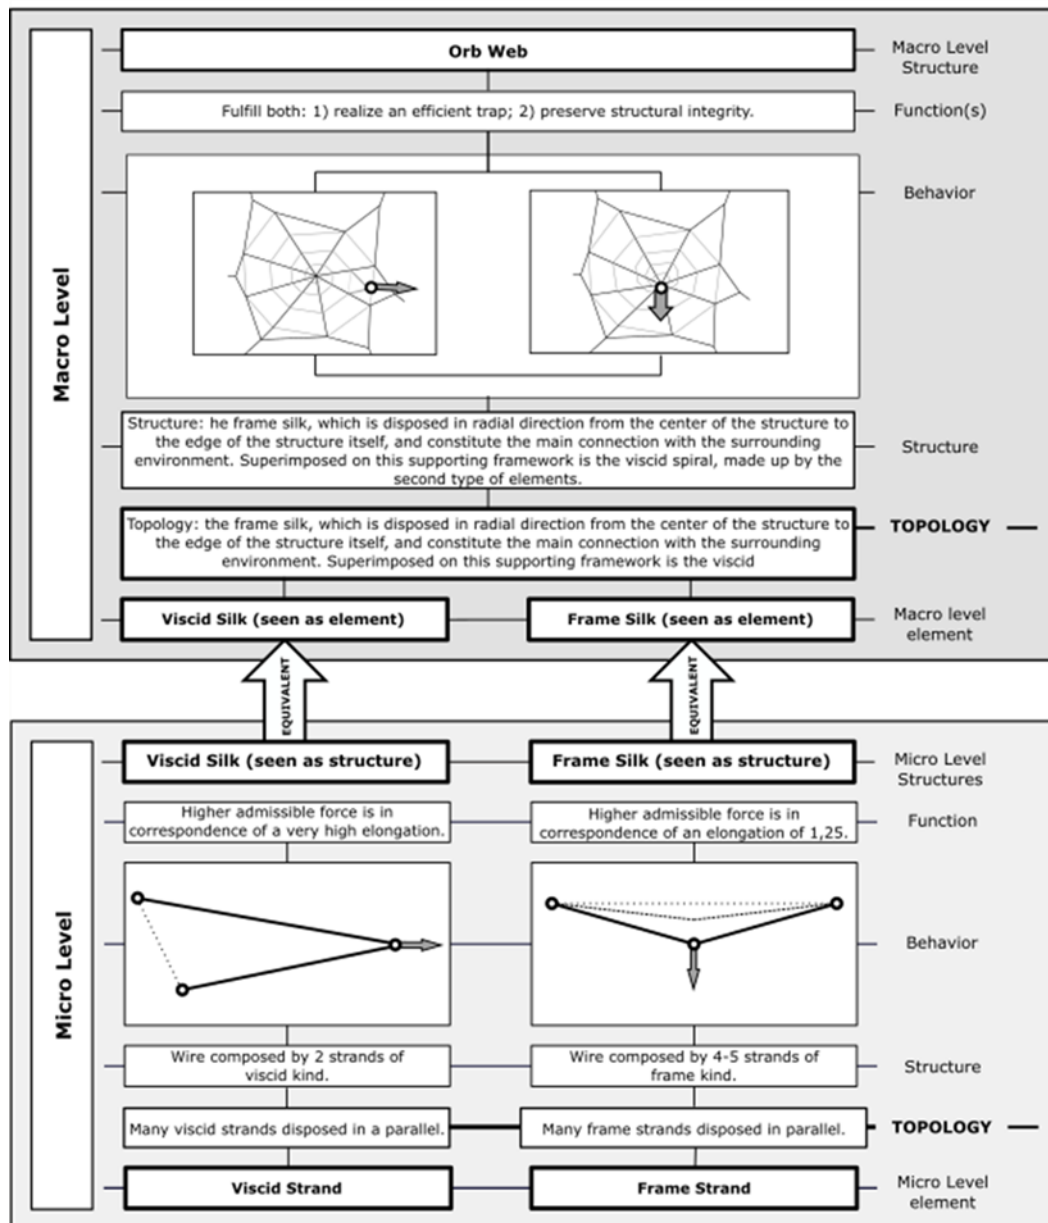 Macro Level
Orb Web
Macro Level
Structure
Fulfill both: 1) realize an efficient trap; 2) preserve structural integrity.
Function(s)
Behavior
Structure: he frame silk, which is disposed in radial direction from the center of the structure to
the edge of the structure itself, and constitute the main connection with the surrounding
environment. Superimposed on this supporting framework is the viscid spiral, made up by the
second type of elements.
Structure
Topology: the frame silk, which is disposed in radial direction from the center of the structure to
the edge of the structure itself, and constitute the main connection with the surrounding
environment. Superimposed on this supporting framework is the viscid
TOPOLOGY
Viscid Silk (seen as element)
Frame Silk (seen as element)
Macro level
element
EQUIVALENT
EQUIVALENT
Micro Level
Viscid Silk (seen as structure)
Frame Silk (seen as structure)
Micro Level
Structures
Higher admissible force is in
correspondence of a very high elongation.
Higher admissible force is in
correspondence of an elongation of 1,25.
Function
Behavior
Wire composed by 2 strands of
viscid kind.
Wire composed by 4-5 strands of
frame kind.
Structure
Many viscid strands disposed in a parallel.
Many frame strands disposed in parallel.
TOPOLOGY
Viscid Strand
Frame Strand
Micro Level
element